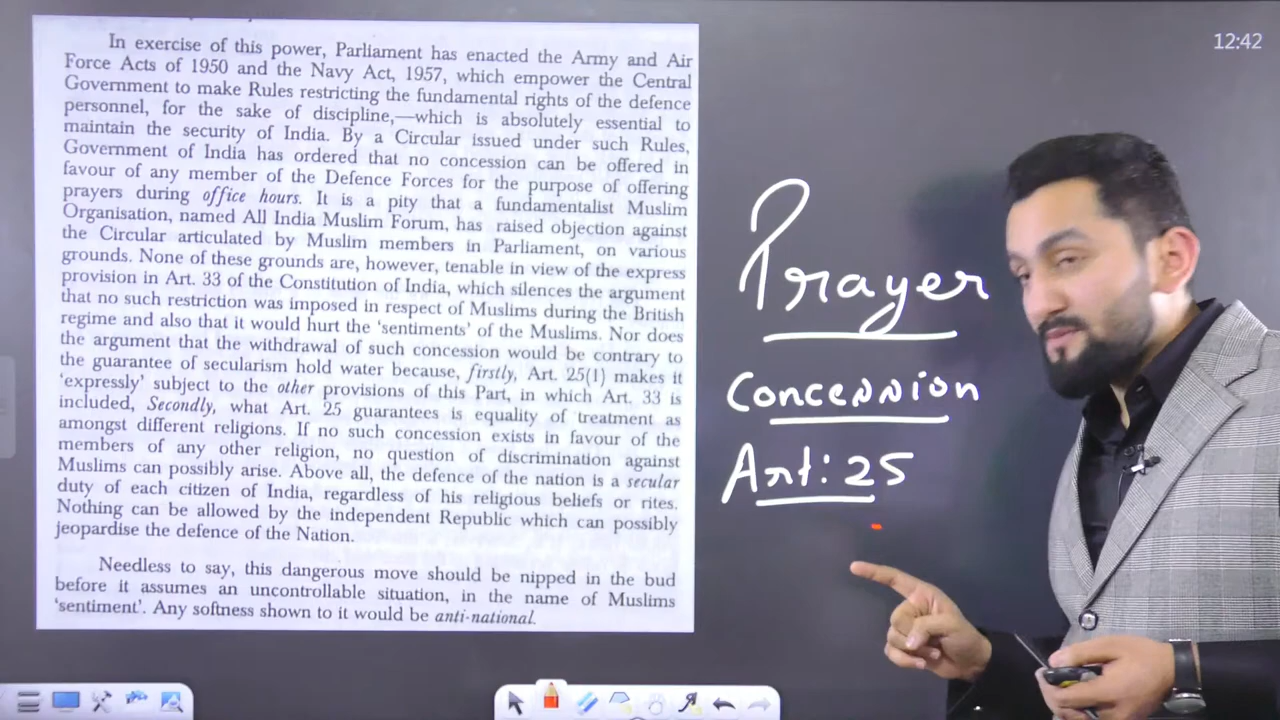 In exercise of this power, Parliament has enacted the Army and Air
Force Acts of 1950 and the Navy Act, 1957, which empower the Central
Government to make Rules restricting the fundamental rights of the defence
personnel, for the sake of discipline,—which is absolutely essential to
maintain the security of India. By a Circular issued under such Rules,
Government of India has ordered that no concession can be offered in
favour of any member of the Defence Forces for the purpose of offering
prayers during office hours. It is a pity that a fundamentalist Muslim
Organisation, named All India Muslim Forum, has raised objection against
the Circular articulated by Muslim members in Parliament, on various
grounds. None of these grounds are, however, tenable in view of the express
provision in Art. 33 of the Constitution of India, which silences the argument
that no such restriction was imposed in respect of Muslims during the British
regime and also that it would hurt the 'sentiments' of the Muslims. Nor does
the argument that the withdrawal of such concession would be contrary to
the guarantee of secularism hold water because, firstly, Art. 25(1) makes it
'expressly' subject to the other provisions of this Part, in which Art. 33 is
included, Secondly, what Art. 25 guarantees is equality of treatment as
amongst different religions. If no such concession exists in favour of the
members of any other religion, no question of discrimination against
Muslims can possibly arise. Above all, the defence of the nation is a secular
duty of each citizen of India, regardless of his religious beliefs or rites.
Nothing can be allowed by the independent Republic which can possibly
jeopardise the defence of the Nation.
Needless to say, this dangerous move should be nipped in the bud
before it assumes an uncontrollable situation, in the name of Muslims
'sentiment'. Any softness shown to it would be anti-national.
12:42
Prayer
Concession
Art: 25